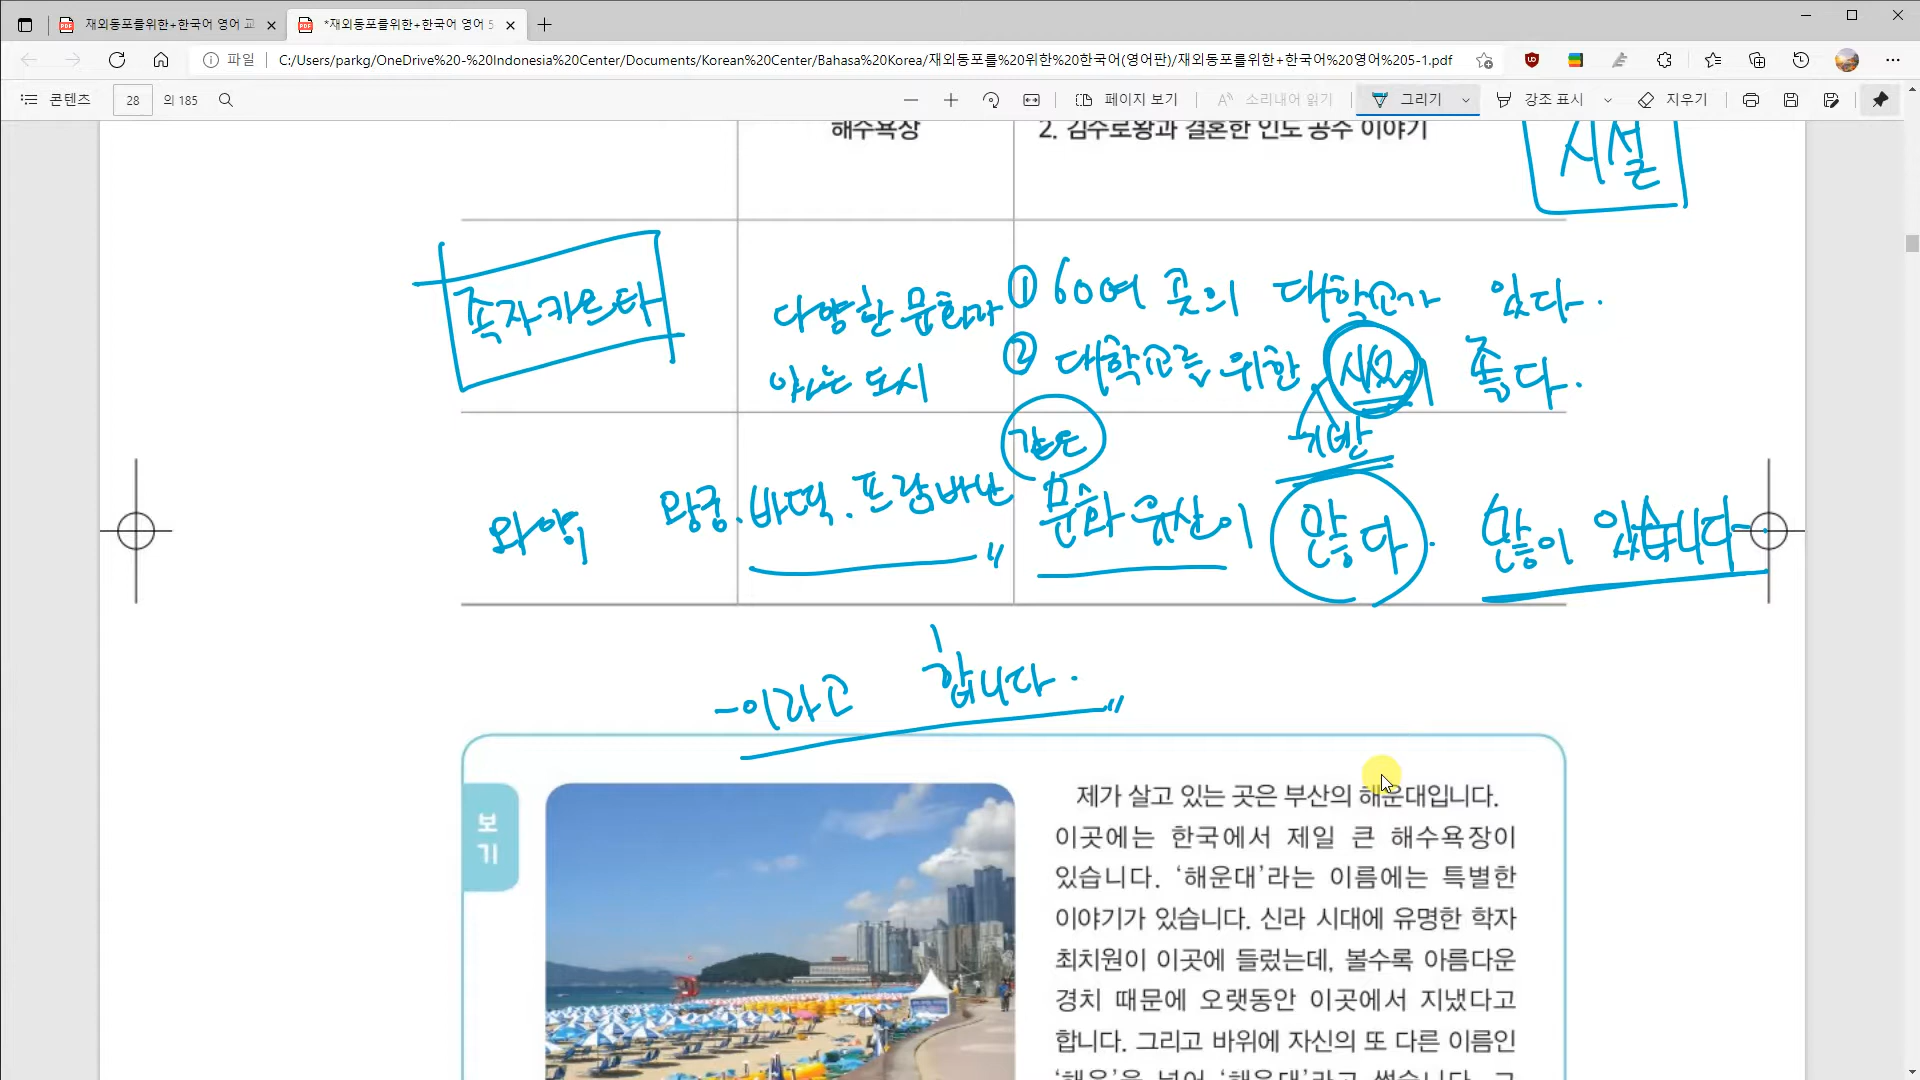 재외동포를위한+한국어 영어 교
*재외동포를위한+한국어 영어 5
파일
C:/Users/parkg/OneDrive%20-%20Indonesia%20Center/Documents/Korean%20Center/Bahasa%20Korea/재외동포를%20위한%20한국어(영어판)/재외동포를위한+한국어%20영어%205-1.pdf
콘텐츠
28
의 185
페이지 보기
소리내어 읽기
그리기
강조 표시
지우기
해수욕장
2. 김수로왕과 결혼한 인도 공주 이야기
시설
족자카르타
다양한 문화가
있는 도시
① 60여 곳의 대학교가 있다.
② 대학교를 위한 시설이 좋다.
기반
같은
와양, 왕궁. 바틱. 프람바난
문화 유산이 많다.
많이 있습니다
-이라고 합니다.
보기
제가 살고 있는 곳은 부산의 해운대입니다.
이곳에는 한국에서 제일 큰 해수욕장이
있습니다. ‘해운대’라는 이름에는 특별한
이야기가 있습니다. 신라 시대에 유명한 학자
최치원이 이곳에 들렀는데, 볼수록 아름다운
경치 때문에 오랫동안 이곳에서 지냈다고
합니다. 그리고 바위에 자신의 또 다른 이름인